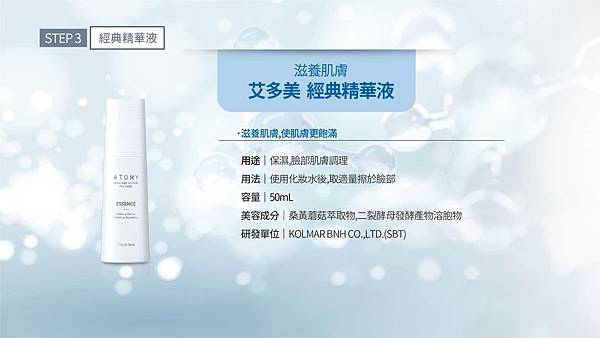 STEP 3 經典精華液
滋養肌膚
艾多美 經典精華液
·滋養肌膚,使肌膚更飽滿
用途｜保濕,臉部肌膚調理
用法｜使用化妝水後,取適量擦於臉部
容量｜50mL
美容成分｜桑黃蘑菇萃取物,二裂酵母發酵產物溶胞物
研發單位｜KOLMAR BNH CO.,LTD.(SBT)
ATOMY
ESSENCE